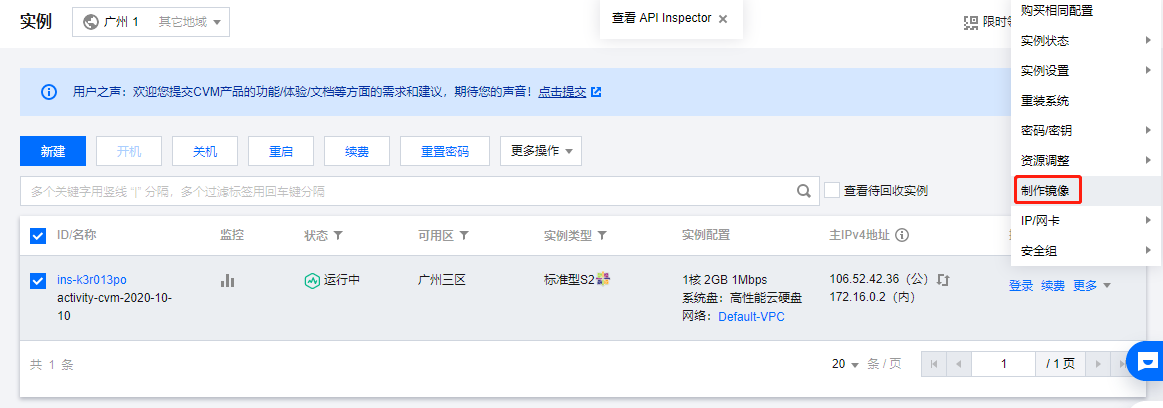 实例
广州 1 其它地域
查看 API Inspector
用户之声：欢迎您提交CVM产品的功能/体验/文档等方面的需求和建议，期待您的声音！点击提交
新建
开机
关机
重启
续费
重置密码
更多操作
多个关键字用竖线 "|" 分隔，多个过滤标签用回车键分隔
查看待回收实例
ID/名称
监控
状态
可用区
实例类型
实例配置
主IPv4地址
ins-k3r013po
activity-cvm-2020-10-
10
运行中
广州三区
标准型S2
1核 2GB 1Mbps
系统盘：高性能云硬盘
网络：Default-VPC
106.52.42.36（公）
172.16.0.2（内）
登录 续费 更多
共 1 条
20 条 / 页
1 / 1 页
购买相同配置
实例状态
实例设置
重装系统
密码/密钥
资源调整
制作镜像
IP/网卡
安全组